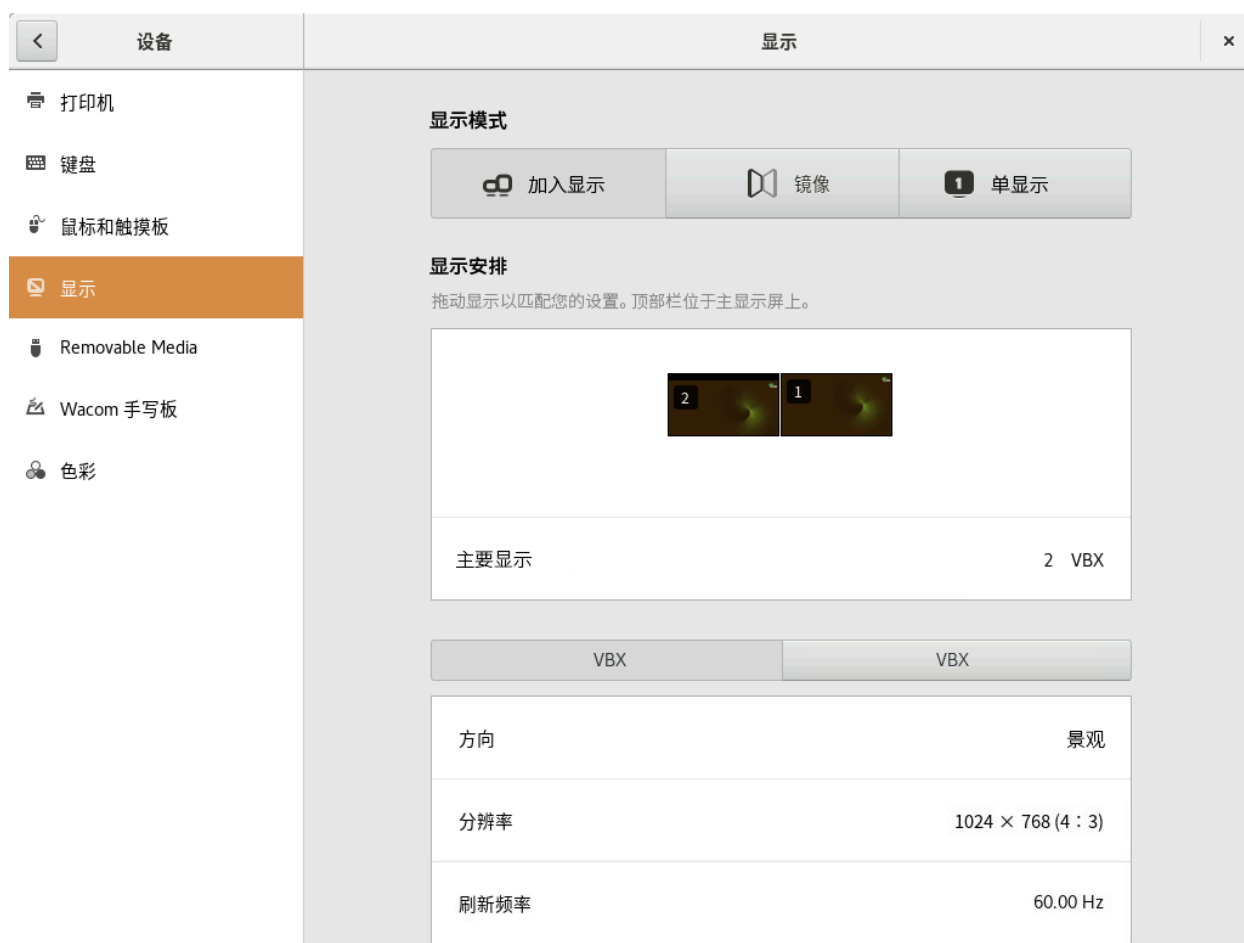 设备
显示
打印机
键盘
鼠标和触摸板
显示
Removable Media
Wacom 手写板
色彩
显示模式
加入显示
镜像
1 单显示
显示安排
拖动显示以匹配您的设置。顶部栏位于主显示屏上。
2 1
主要显示 2 VBX
VBX VBX
方向 景观
分辨率 1024 × 768 (4：3)
刷新频率 60.00 Hz